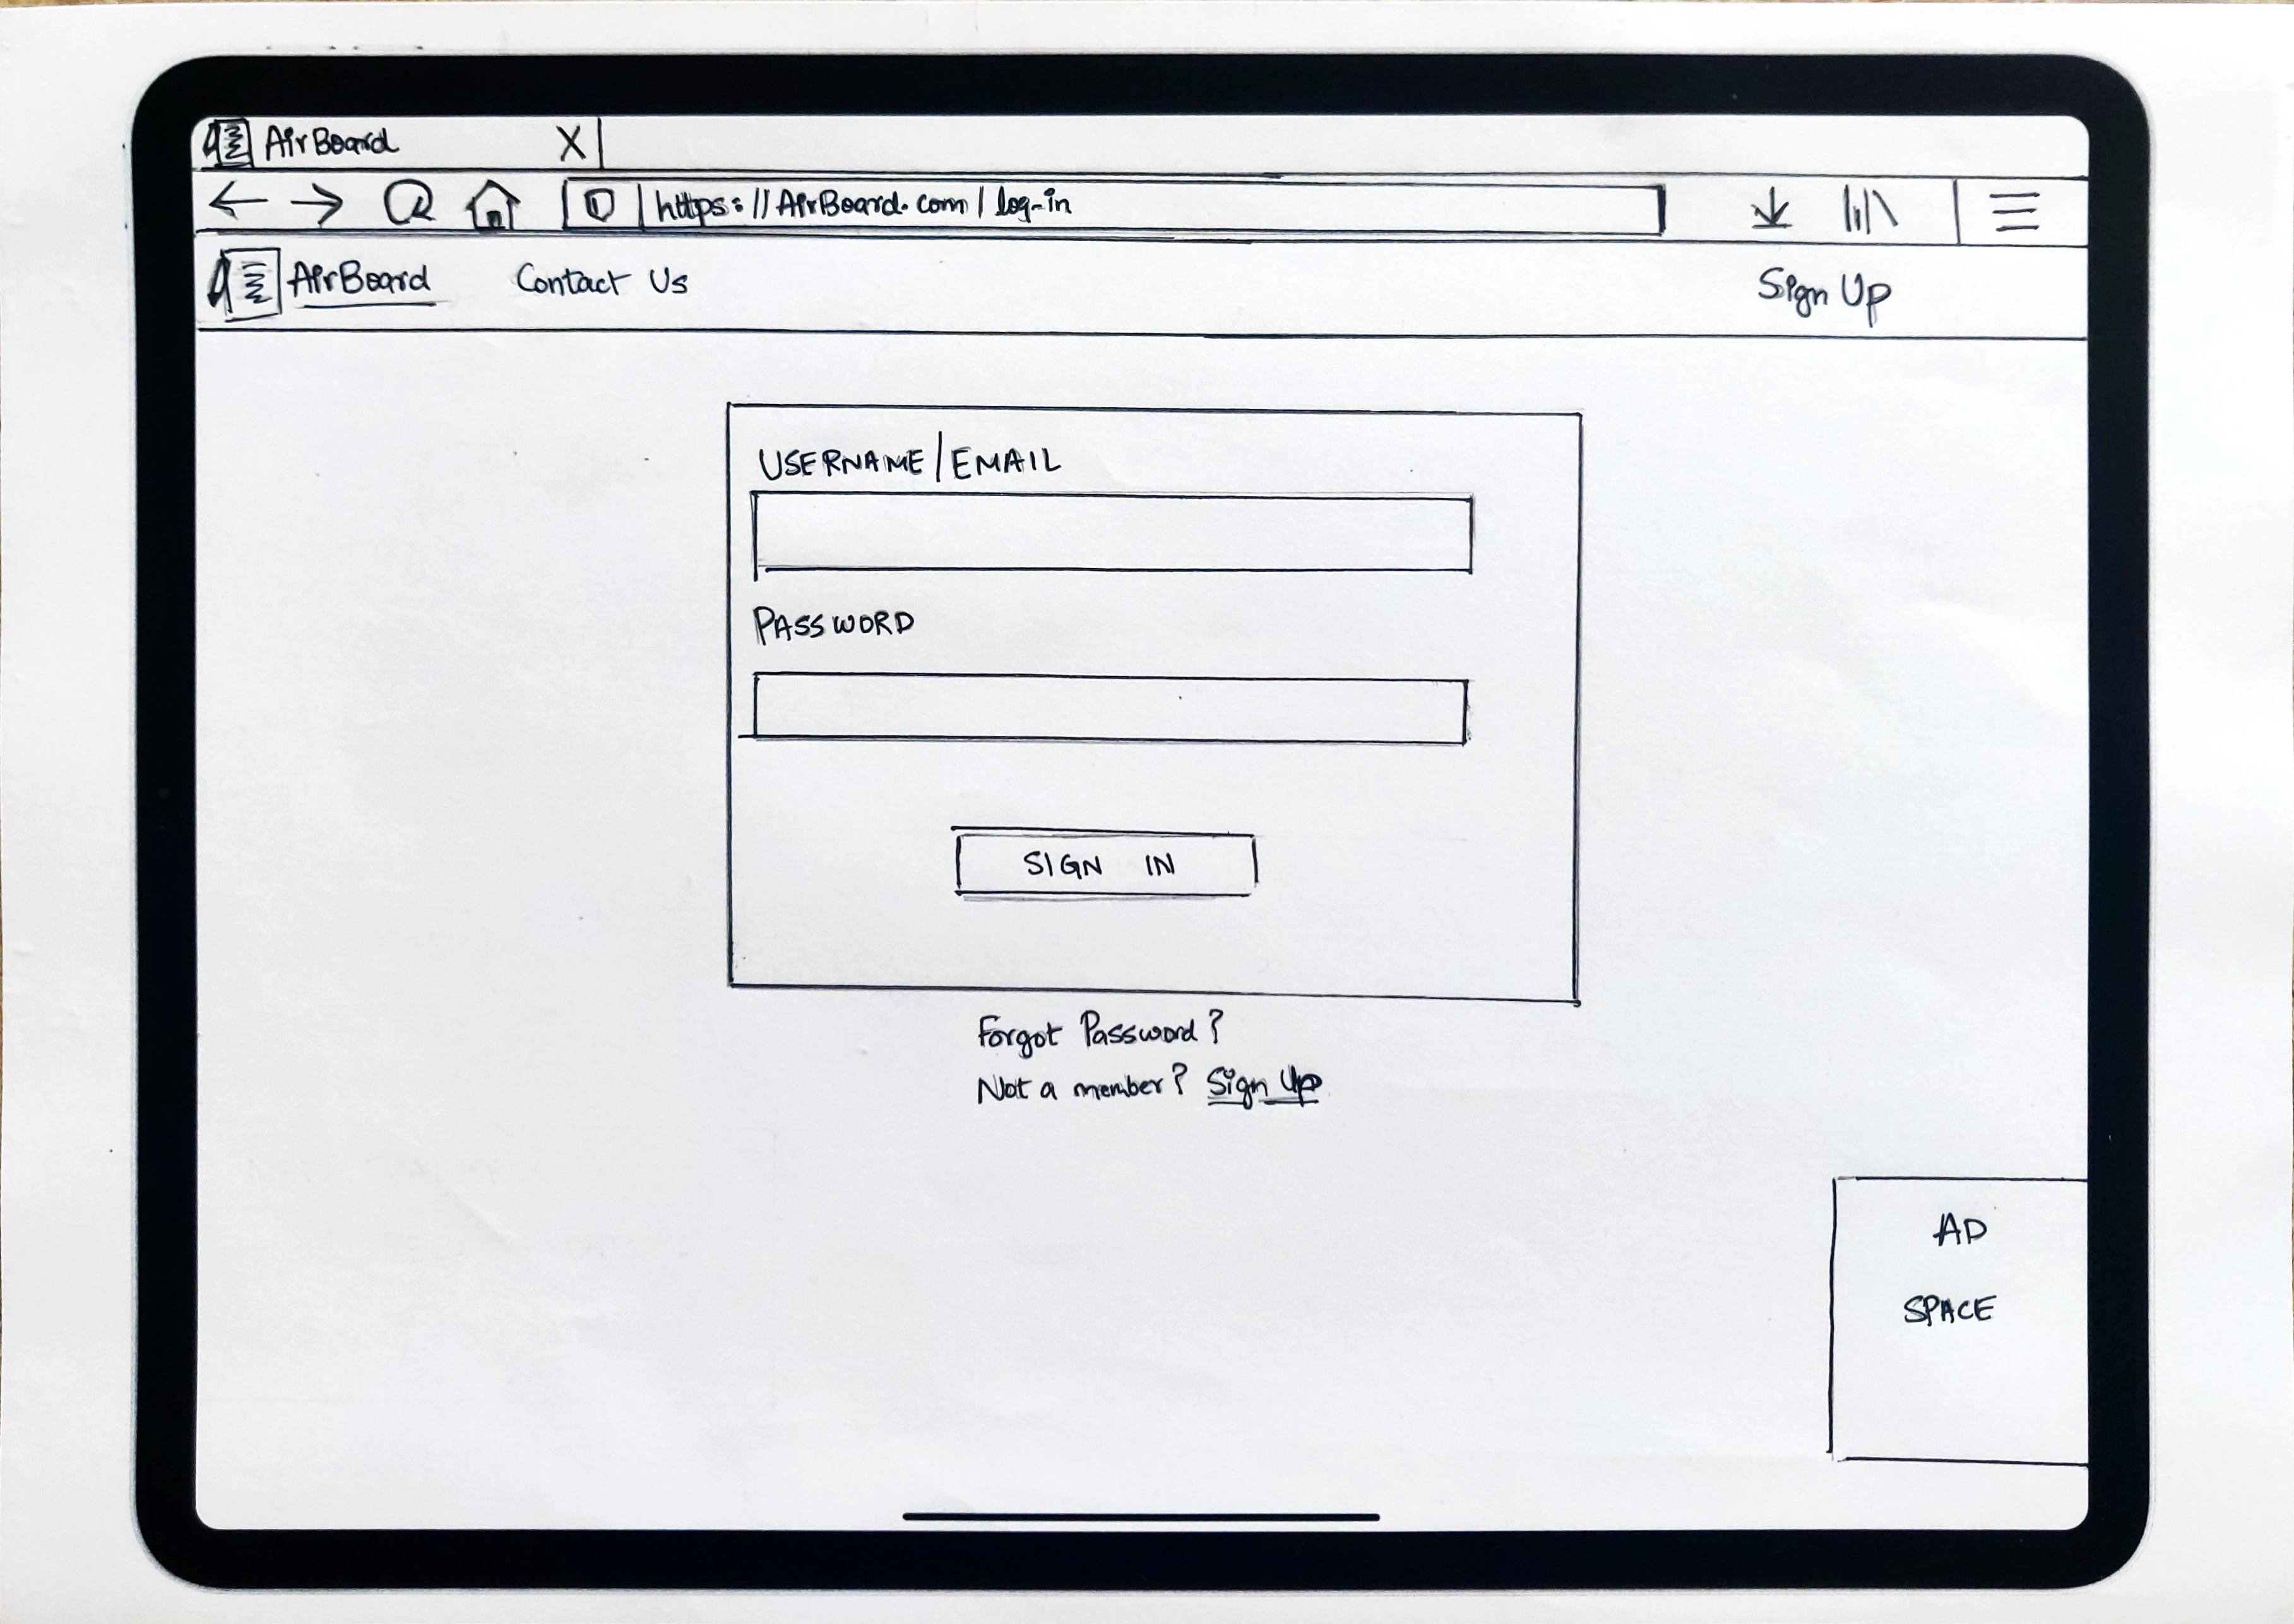 AirBoard X
https://AirBoard.com/log-in
AirBoard Contact Us Sign Up
USERNAME/EMAIL
PASSWORD
SIGN IN
Forgot Password?
Not a member? Sign Up
AD
SPACE